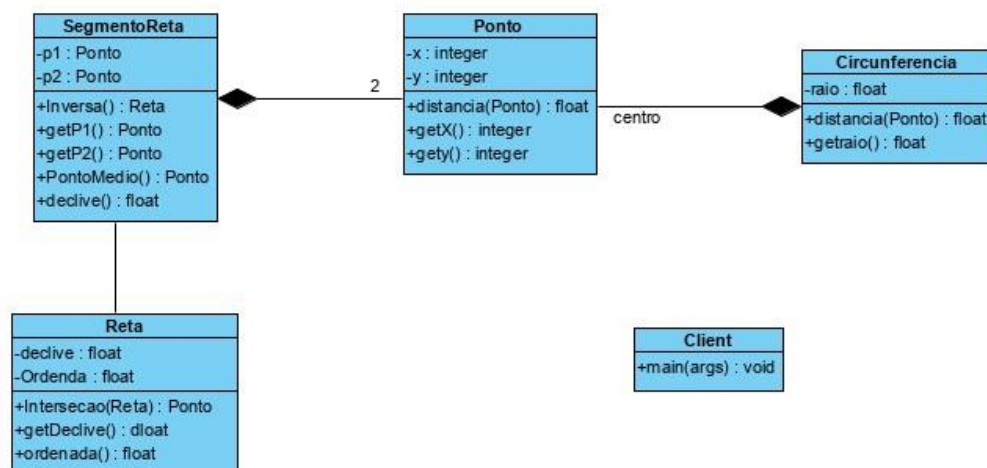 SegmentoReta
-p1 : Ponto
-p2 : Ponto
+Inversa() : Reta
+getP1() : Ponto
+getP2() : Ponto
+PontoMedio() : Ponto
+declive() : float
2
Ponto
-x : integer
-y : integer
+distancia(Ponto) : float
+getX() : integer
+gety() : integer
centro
Circunferencia
-raio : float
+distancia(Ponto) : float
+getraio() : float
Reta
-declive : float
-Ordenda : float
+Intersecao(Reta) : Ponto
+getDeclive() : dloat
+ordenada() : float
Client
+main(args) : void